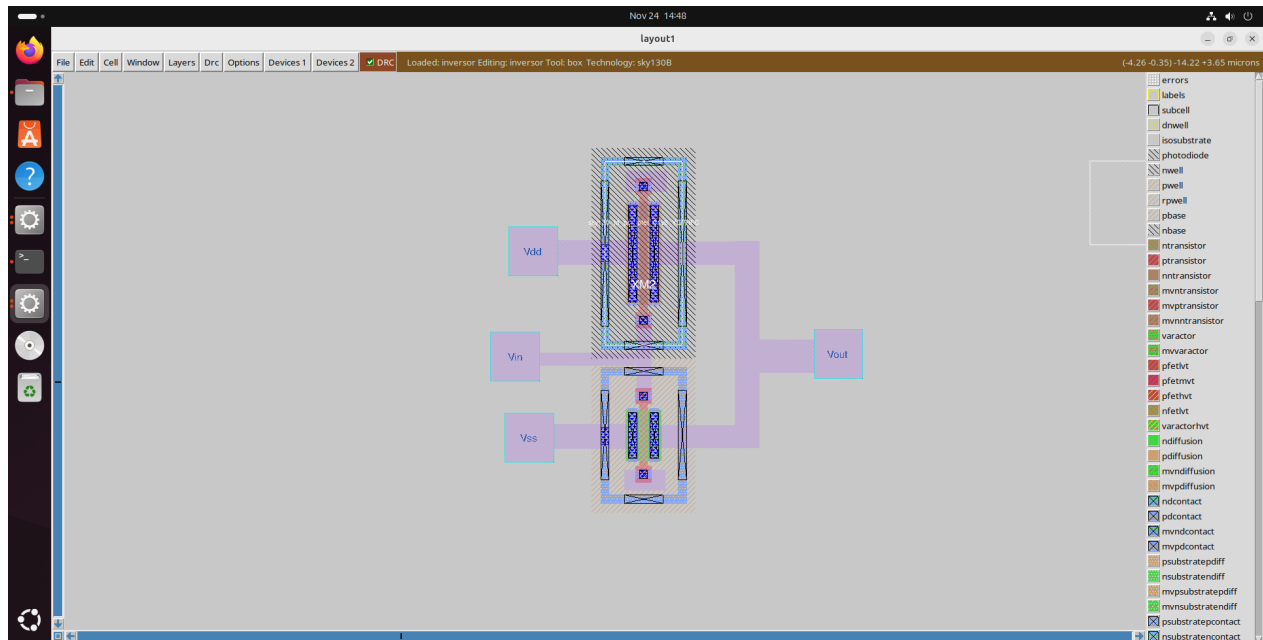 Nov 24 14:48
layout1
File Edit Cell Window Layers Drc Options Devices 1 Devices 2 DRC Loaded: inversor Editing: inversor Tool: box Technology: sky130B (-4.26 -0.35) -14.22 +3.65 microns
errors
labels
subcell
dnwell
isosubstrate
photodiode
nwell
pwell
rpwell
pbase
nbase
ntransistor
ptransistor
nntransistor
mvntransistor
mvptransistor
mvnntransistor
varactor
mvvaractor
pfetlvt
pfetmvt
pfethvt
nfetlvt
varactorhvt
ndiffusion
pdiffusion
mvndiffusion
mvpdiffusion
ndcontact
pdcontact
mvndcontact
mvpdcontact
psubstratepdiff
nsubstratendiff
mvpsubstratepdiff
mvnsubstratendiff
psubstratepcontact
nsubstratencontact
Vdd
XM2
Vin
Vout
Vss